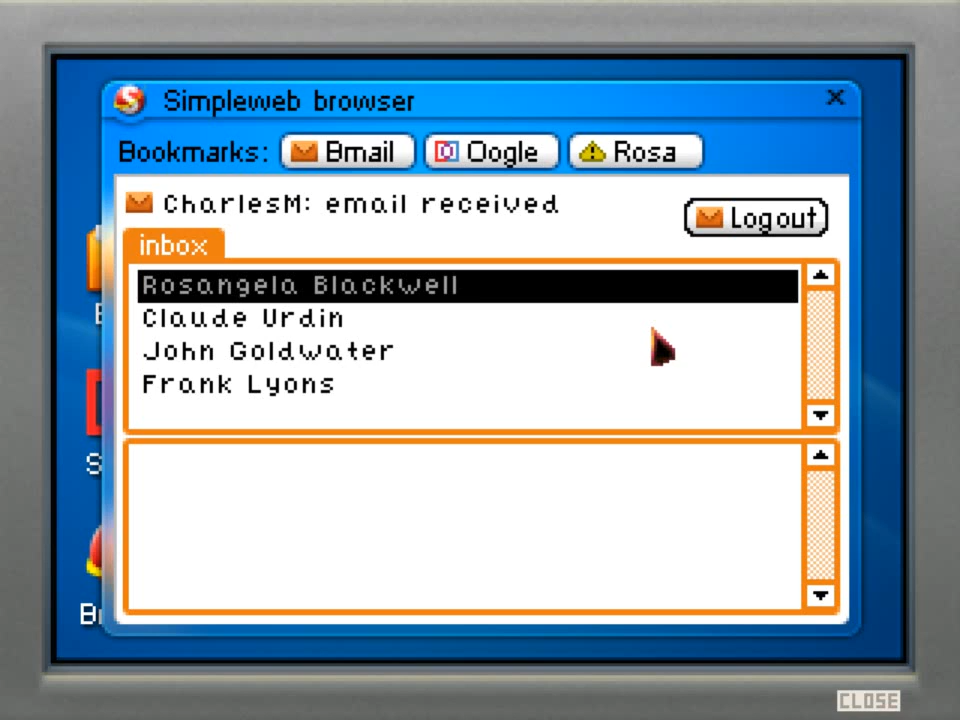 Simpleweb browser
Bookmarks: Bmail Oogle Rosa
CharlesM: email received
Logout
inbox
Rosangela Blackwell
Claude Urdin
John Goldwater
Frank Lyons
CLOSE